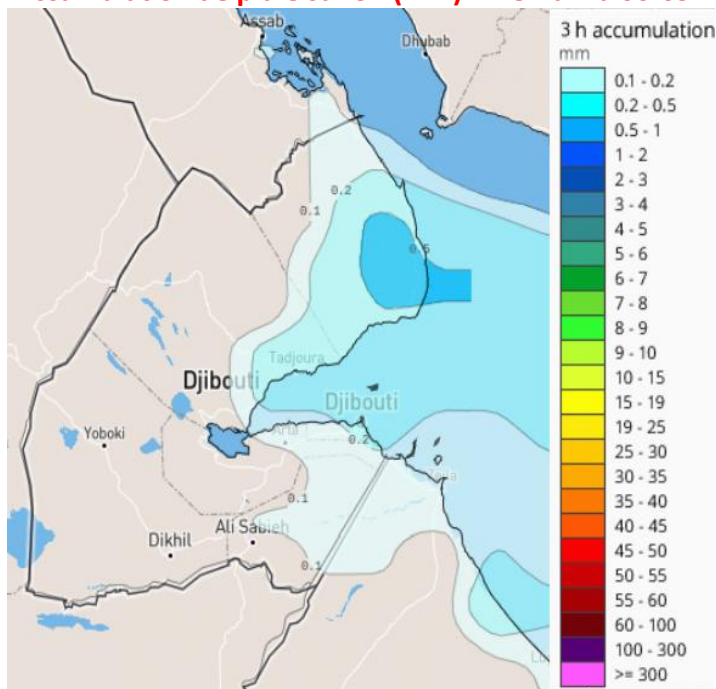 3 h accumulation
mm
0.1 - 0.2
0.2 - 0.5
0.5 - 1
1 - 2
2 - 3
3 - 4
4 - 5
5 - 6
6 - 7
7 - 8
8 - 9
9 - 10
10 - 15
15 - 19
19 - 25
25 - 30
30 - 35
35 - 40
40 - 45
45 - 50
50 - 55
55 - 60
60 - 100
100 - 300
>= 300
Assab
Dhubab
0.2
0.1
0.5
Tadjoura
Djibouti
Djibouti
Yoboki
Arta
0.2
Zeila
0.1
Ali Sabieh
Dikhil
0.1